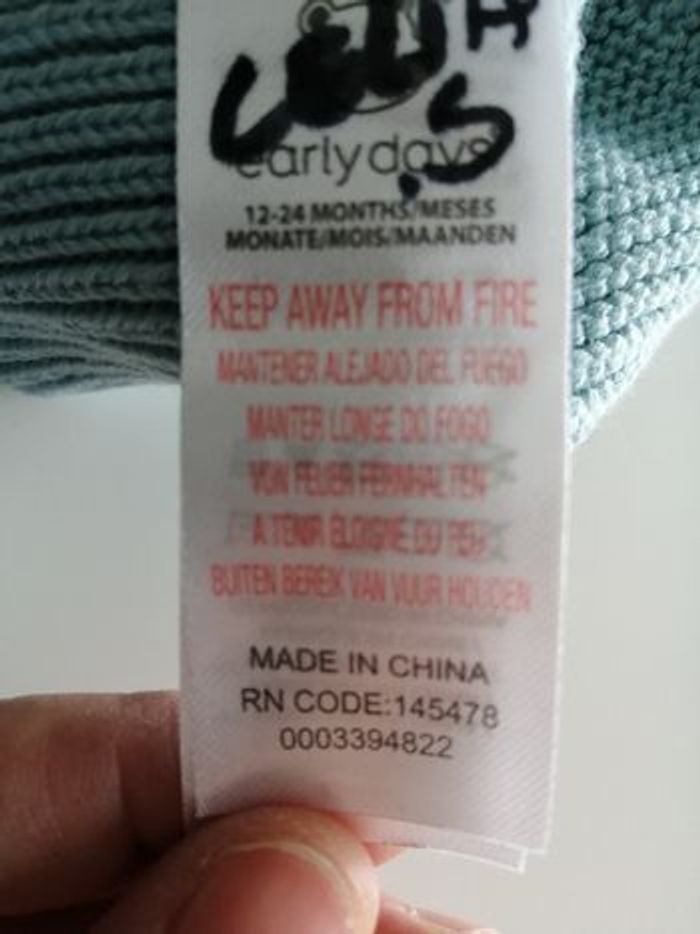 S
early days
12-24 MONTHS/MESES
MONATE/MOIS/MAANDEN
KEEP AWAY FROM FIRE
MANTENER ALEJADO DEL FUEGO
MANTER LONGE DO FOGO
VON FEUER FERNHALTEN
A TENIR ÉLOIGNÉ DU FEU
BUITEN BEREIK VAN VUUR HOUDEN
MADE IN CHINA
RN CODE:145478
0003394822